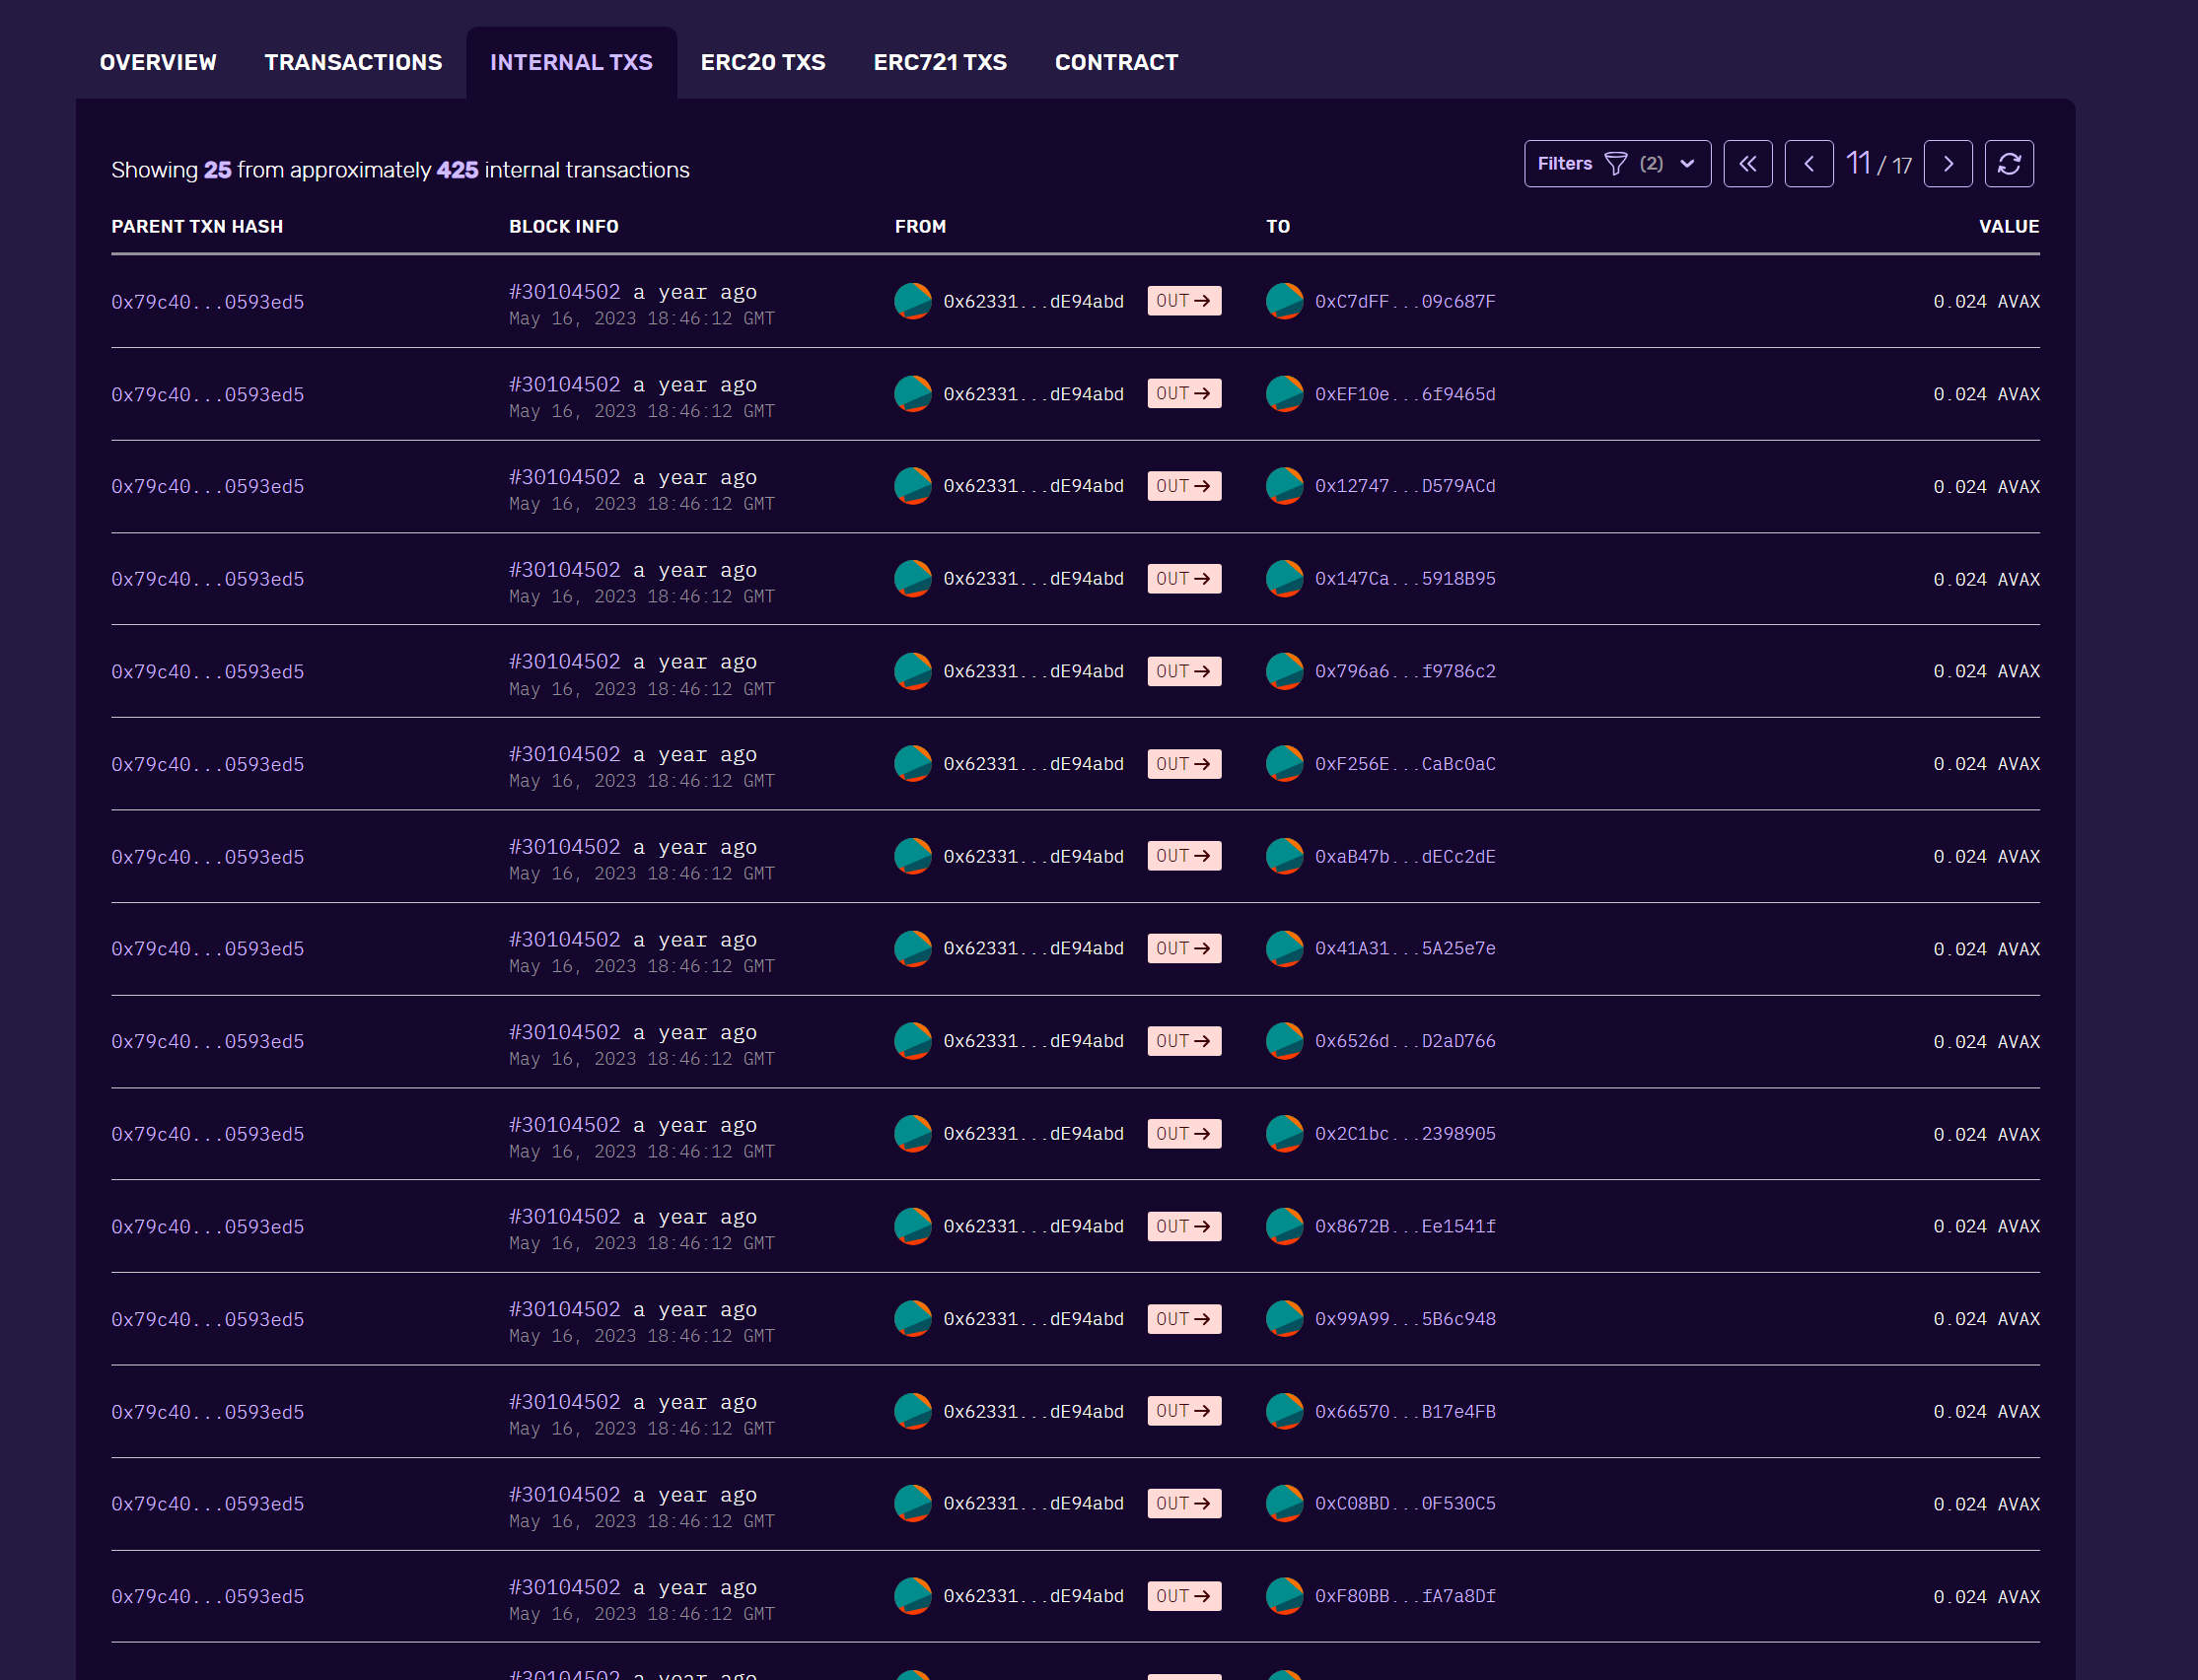 OVERVIEW TRANSACTIONS INTERNAL TXS ERC20 TXS ERC721 TXS CONTRACT
Showing 25 from approximately 425 internal transactions Filters (2) 11 / 17
PARENT TXN HASH BLOCK INFO FROM TO VALUE
0x79c40...0593ed5 #30104502 a year ago 0x62331...dE94abd OUT→ 0xC7dFF...09c687F 0.024 AVAX
May 16, 2023 18:46:12 GMT
0x79c40...0593ed5 #30104502 a year ago 0x62331...dE94abd OUT→ 0xEF10e...6f9465d 0.024 AVAX
May 16, 2023 18:46:12 GMT
0x79c40...0593ed5 #30104502 a year ago 0x62331...dE94abd OUT→ 0x12747...D579ACd 0.024 AVAX
May 16, 2023 18:46:12 GMT
0x79c40...0593ed5 #30104502 a year ago 0x62331...dE94abd OUT→ 0x147Ca...5918B95 0.024 AVAX
May 16, 2023 18:46:12 GMT
0x79c40...0593ed5 #30104502 a year ago 0x62331...dE94abd OUT→ 0x796a6...f9786c2 0.024 AVAX
May 16, 2023 18:46:12 GMT
0x79c40...0593ed5 #30104502 a year ago 0x62331...dE94abd OUT→ 0xF256E...CaBc0aC 0.024 AVAX
May 16, 2023 18:46:12 GMT
0x79c40...0593ed5 #30104502 a year ago 0x62331...dE94abd OUT→ 0xaB47b...dECc2dE 0.024 AVAX
May 16, 2023 18:46:12 GMT
0x79c40...0593ed5 #30104502 a year ago 0x62331...dE94abd OUT→ 0x41A31...5A25e7e 0.024 AVAX
May 16, 2023 18:46:12 GMT
0x79c40...0593ed5 #30104502 a year ago 0x62331...dE94abd OUT→ 0x6526d...D2aD766 0.024 AVAX
May 16, 2023 18:46:12 GMT
0x79c40...0593ed5 #30104502 a year ago 0x62331...dE94abd OUT→ 0x2C1bc...2398905 0.024 AVAX
May 16, 2023 18:46:12 GMT
0x79c40...0593ed5 #30104502 a year ago 0x62331...dE94abd OUT→ 0x8672B...Ee1541f 0.024 AVAX
May 16, 2023 18:46:12 GMT
0x79c40...0593ed5 #30104502 a year ago 0x62331...dE94abd OUT→ 0x99A99...5B6c948 0.024 AVAX
May 16, 2023 18:46:12 GMT
0x79c40...0593ed5 #30104502 a year ago 0x62331...dE94abd OUT→ 0x66570...B17e4FB 0.024 AVAX
May 16, 2023 18:46:12 GMT
0x79c40...0593ed5 #30104502 a year ago 0x62331...dE94abd OUT→ 0xC08BD...0F530C5 0.024 AVAX
May 16, 2023 18:46:12 GMT
0x79c40...0593ed5 #30104502 a year ago 0x62331...dE94abd OUT→ 0xF80BB...fA7a8Df 0.024 AVAX
May 16, 2023 18:46:12 GMT
#30104502 a year ago